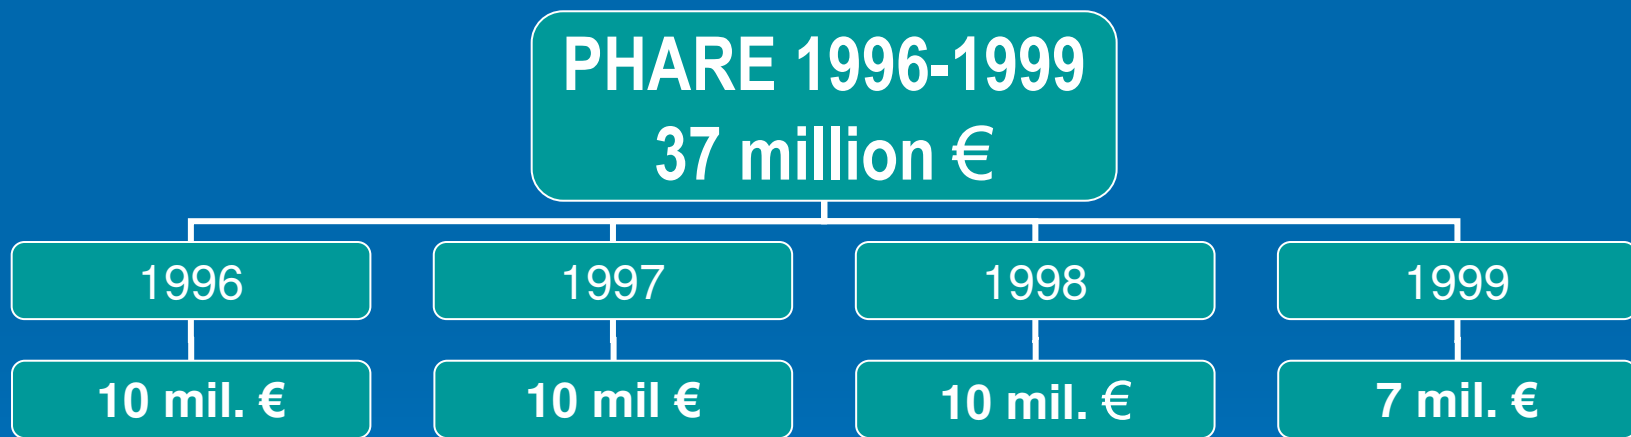 PHARE 1996-1999
37 million €
1996
1997
1998
1999
10 mil. €
10 mil €
10 mil. €
7 mil. €